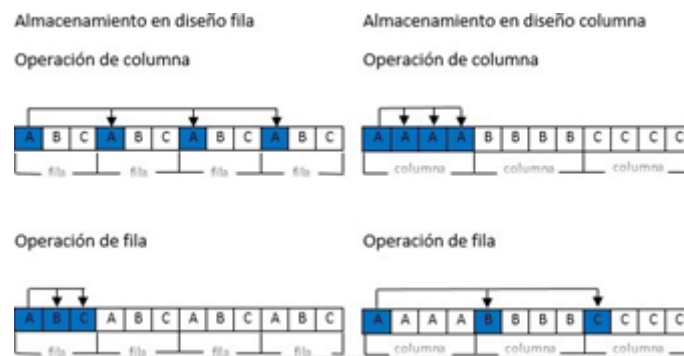 Almacenamiento en diseño fila
Operación de columna
A B C A B C A B C A B C
fila fila fila fila
Operación de fila
A B C A B C A B C A B C
fila fila fila fila
Almacenamiento en diseño columna
Operación de columna
A A A A B B B B C C C C
columna columna columna
Operación de fila
A A A A B B B B C C C C
columna columna columna